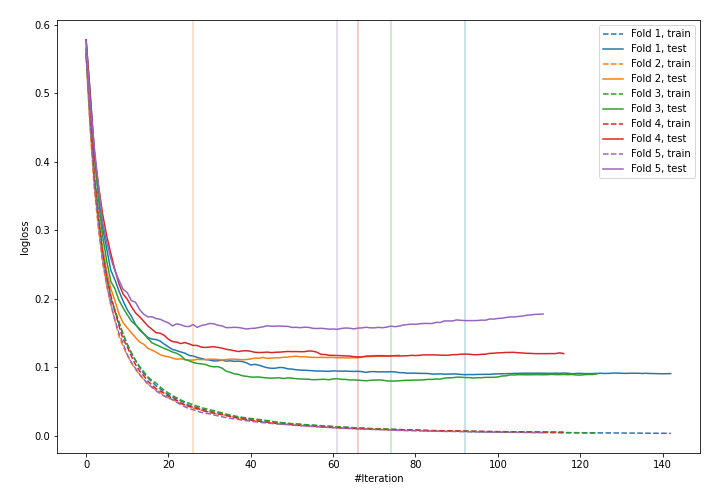 0.6
0.5
0.4
0.3
0.2
0.1
0.0
logloss
0 20 40 60 80 100 120 140
#Iteration
Fold 1, train
Fold 1, test
Fold 2, train
Fold 2, test
Fold 3, train
Fold 3, test
Fold 4, train
Fold 4, test
Fold 5, train
Fold 5, test